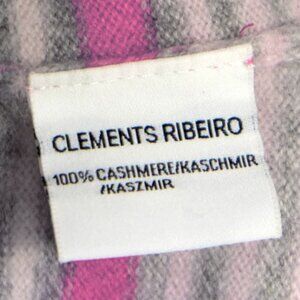 CLEMENTS RIBEIRO
100% CASHMERE/KASCHMIR
/KASZMIR